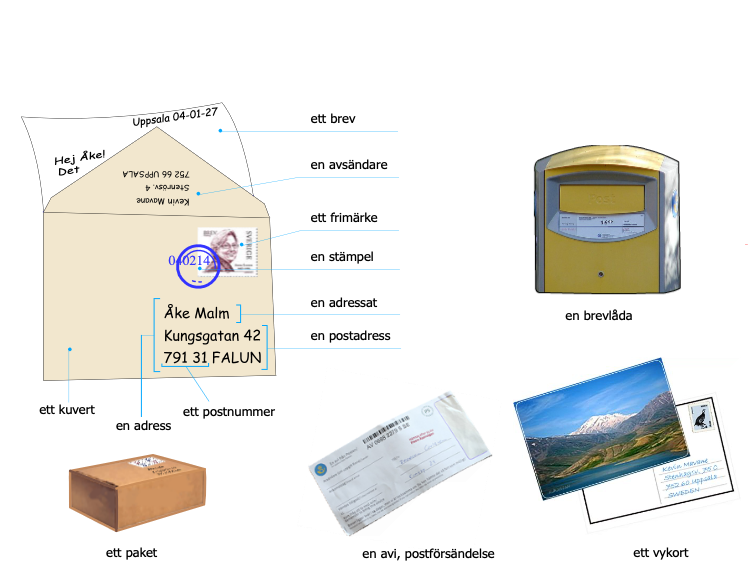 Uppsala 04-01-27
ett brev
Hej Åke!
Det
en avsändare
752 66 UPPSALA
Stenrösv. 4
Kevin Mavane
ett frimärke
SVERIGE
en stämpel
040214
en adressat
Åke Malm
en postadress
Kungsgatan 42
791 31 FALUN
en brevlåda
ett kuvert
en adress
ett postnummer
Kevin Mavane
752 60 Uppsala
SWEDEN
ett paket
en avi, postförsändelse
ett vykort